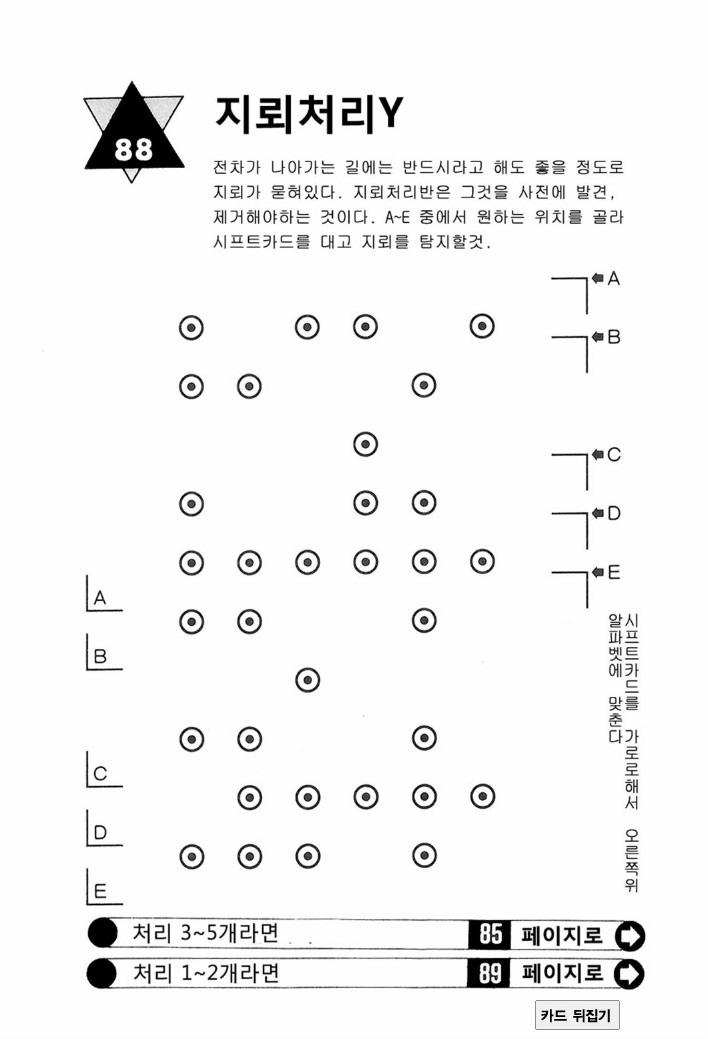 88
지뢰처리Y
전차가 나아가는 길에는 반드시라고 해도 좋을 정도로
지뢰가 묻혀있다. 지뢰처리반은 그것을 사전에 발견,
제거해야하는 것이다. A~E 중에서 원하는 위치를 골라
시프트카드를 대고 지뢰를 탐지할것.
A
B
C
D
E
A
B
C
D
E
시프트카드를 가로로해서 오른쪽위
알파벳에 맞춘다
처리 3~5개라면 85 페이지로
처리 1~2개라면 89 페이지로
카드 뒤집기